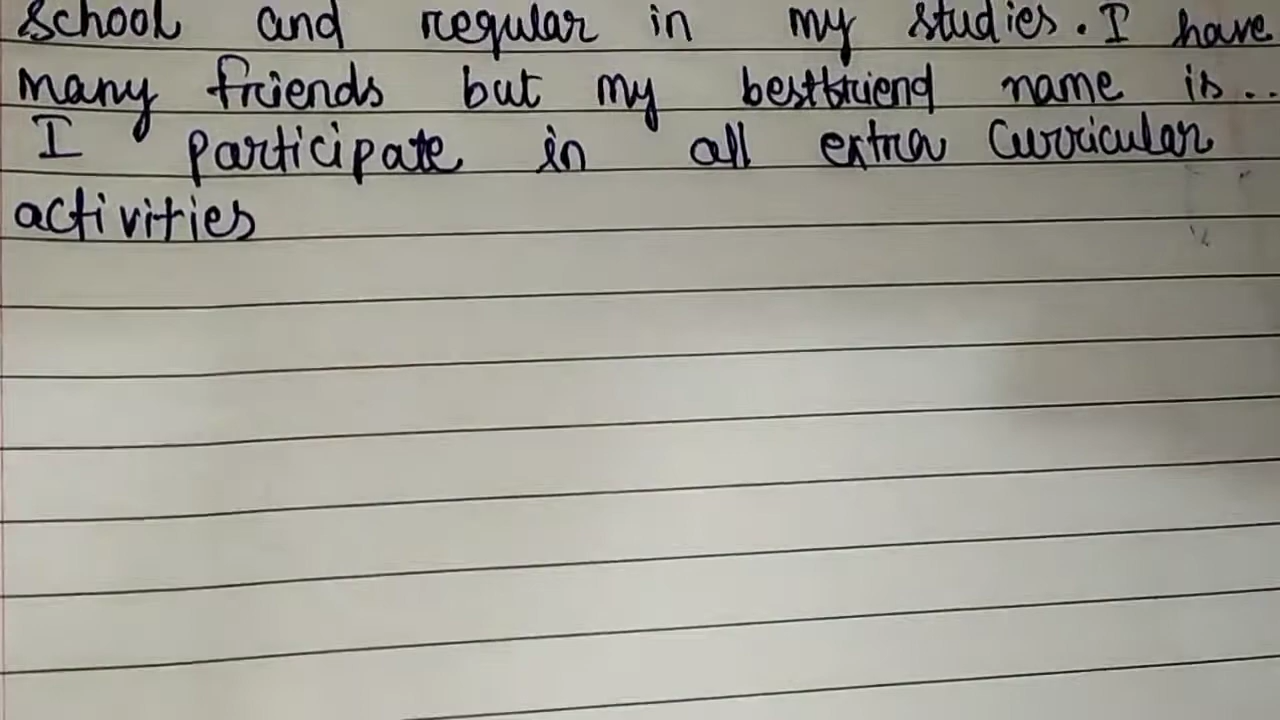 school and regular in my studies. I have
many friends but my bestfriend name is..
I participate in all extra Curricular
activities